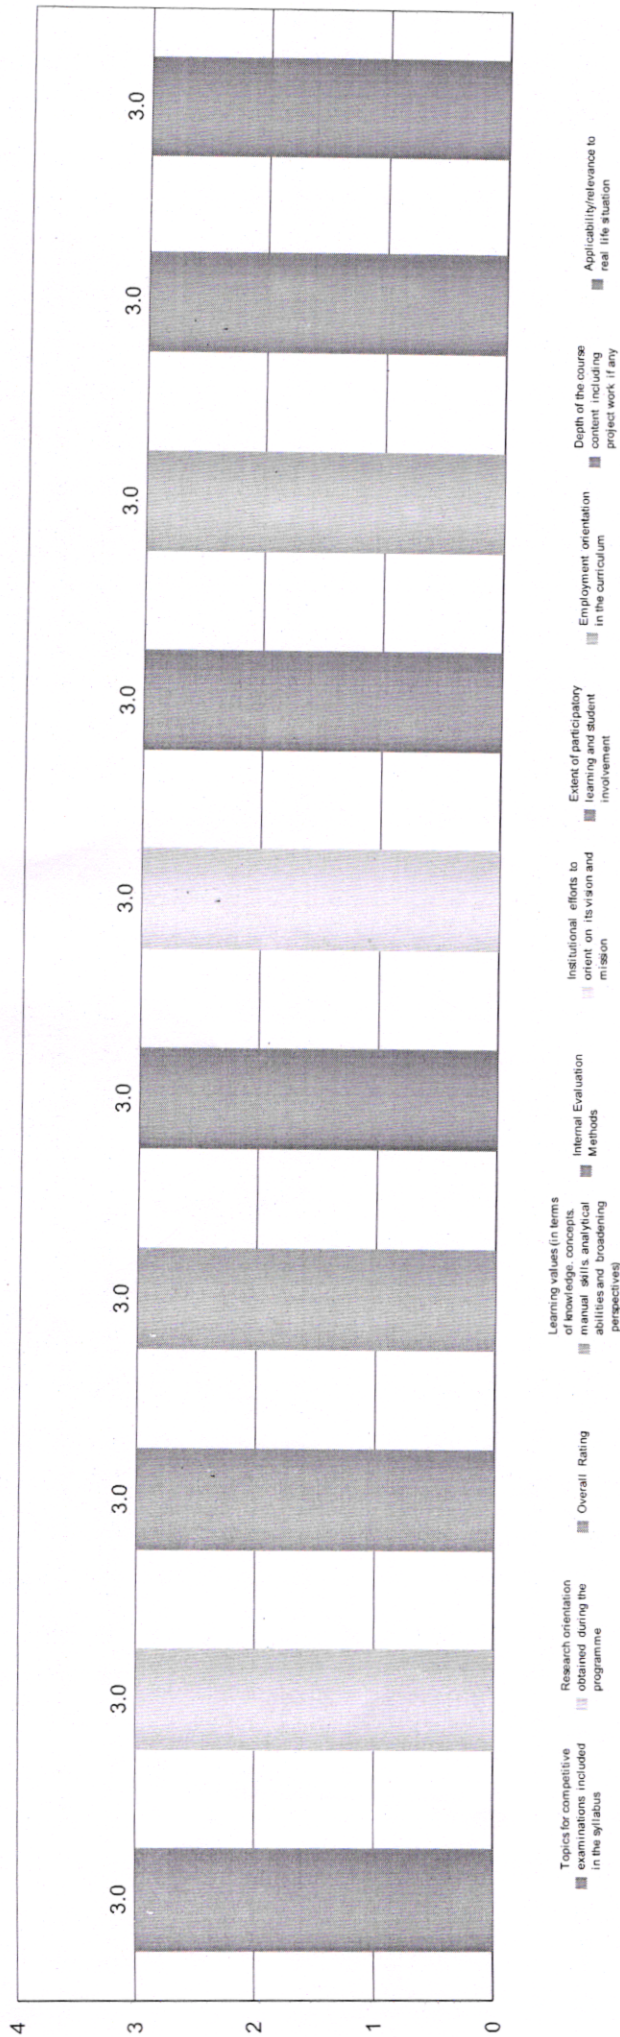 4
3
2
1
0
3.0
3.0
3.0
3.0
3.0
3.0
3.0
3.0
3.0
3.0
Topics for competitive
examinations included
in the syllabus
Research orientation
obtained during the
programme
Overall Rating
Learning values (in terms
of knowledge, concepts,
manual skills, analytical
abilities and broadening
perspectives)
Internal Evaluation
Methods
Institutional efforts to
orient on its vision and
mission
Extent of participatory
learning and student
involvement
Employment orientation
in the curriculum
Depth of the course
content including
project work if any
Applicability/relevance to
real life situation